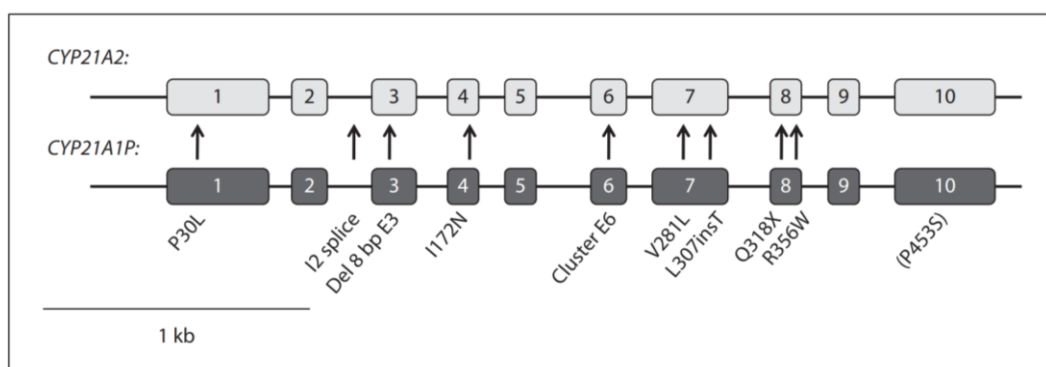 CYP21A2:
1 2 3 4 5 6 7 8 9 10
CYP21A1P:
1 2 3 4 5 6 7 8 9 10
P30L
I2 splice
Del 8 bp E3
I172N
Cluster E6
V281L
L307insT
Q318X
R356W
(P453S)
1 kb